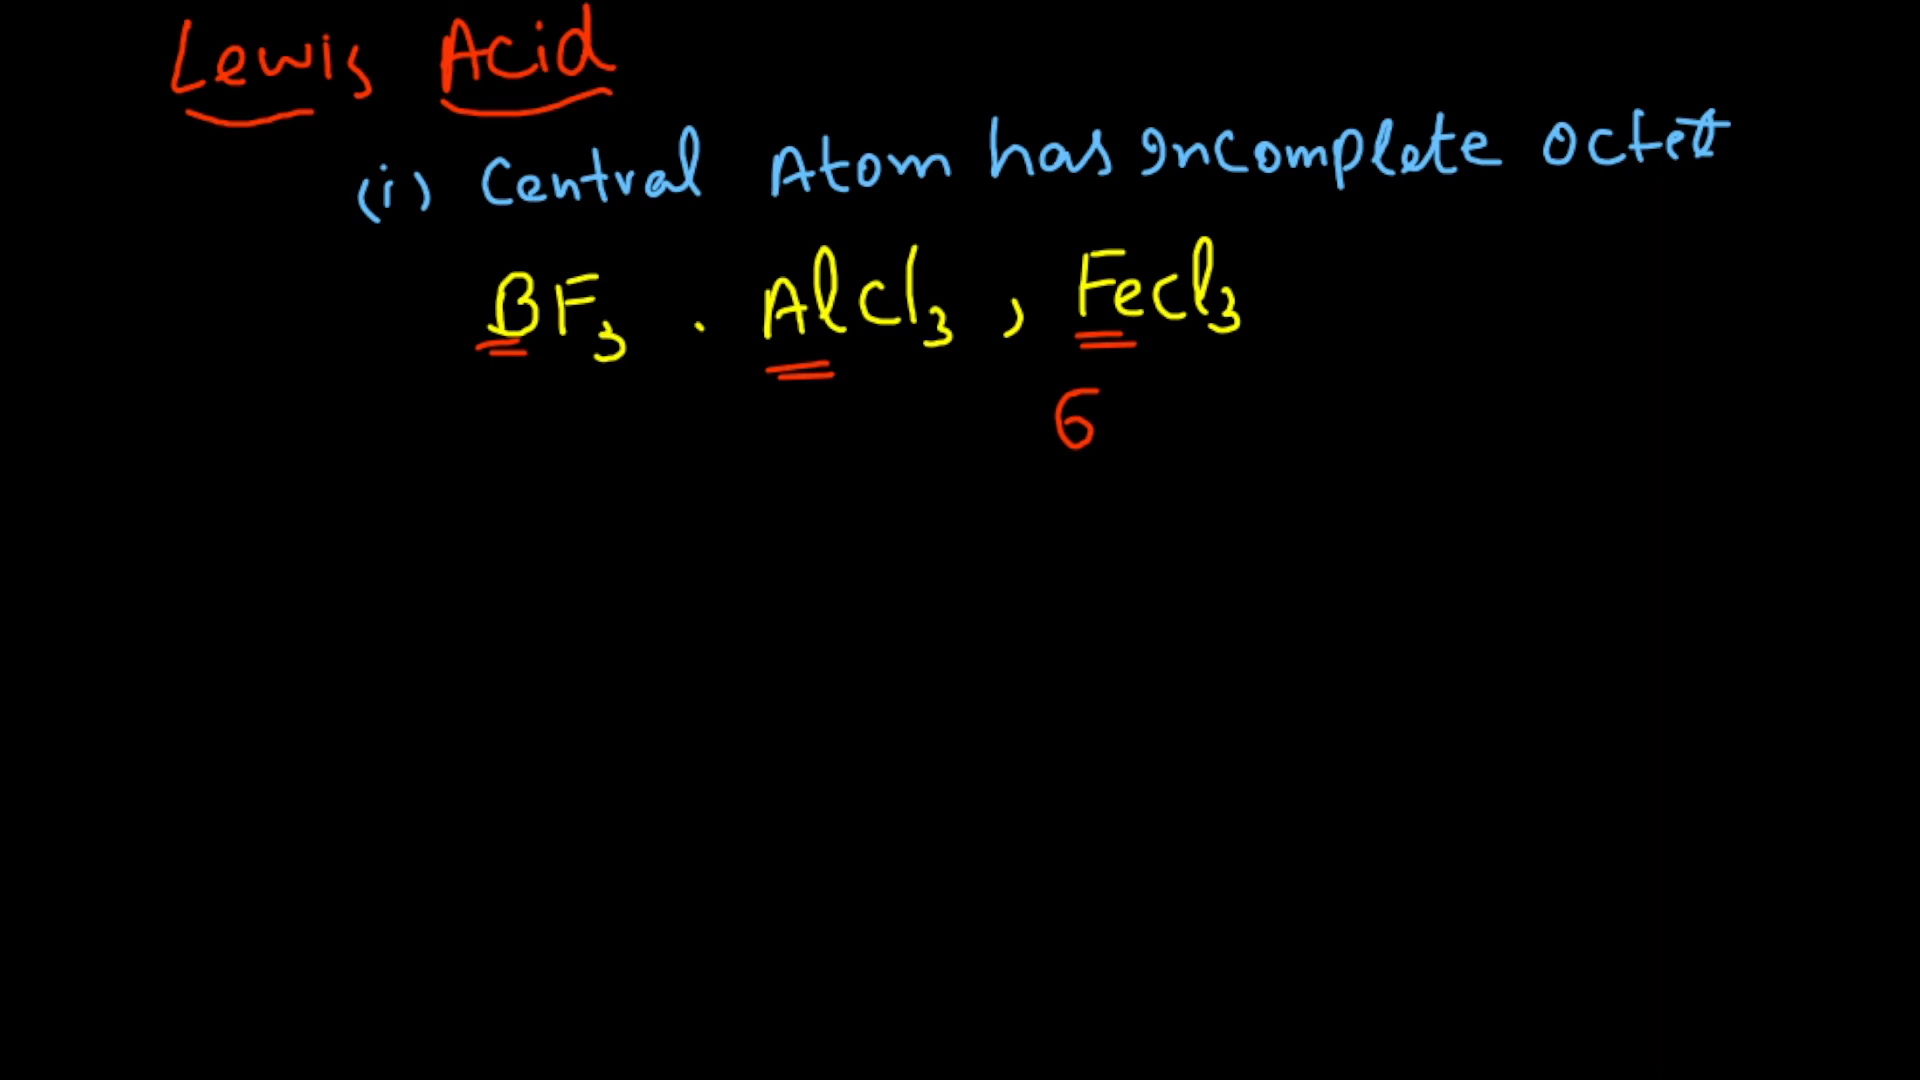 Lewis Acid
(i) Central Atom has Incomplete octet
BF₃ . AlCl₃ , FeCl₃
6